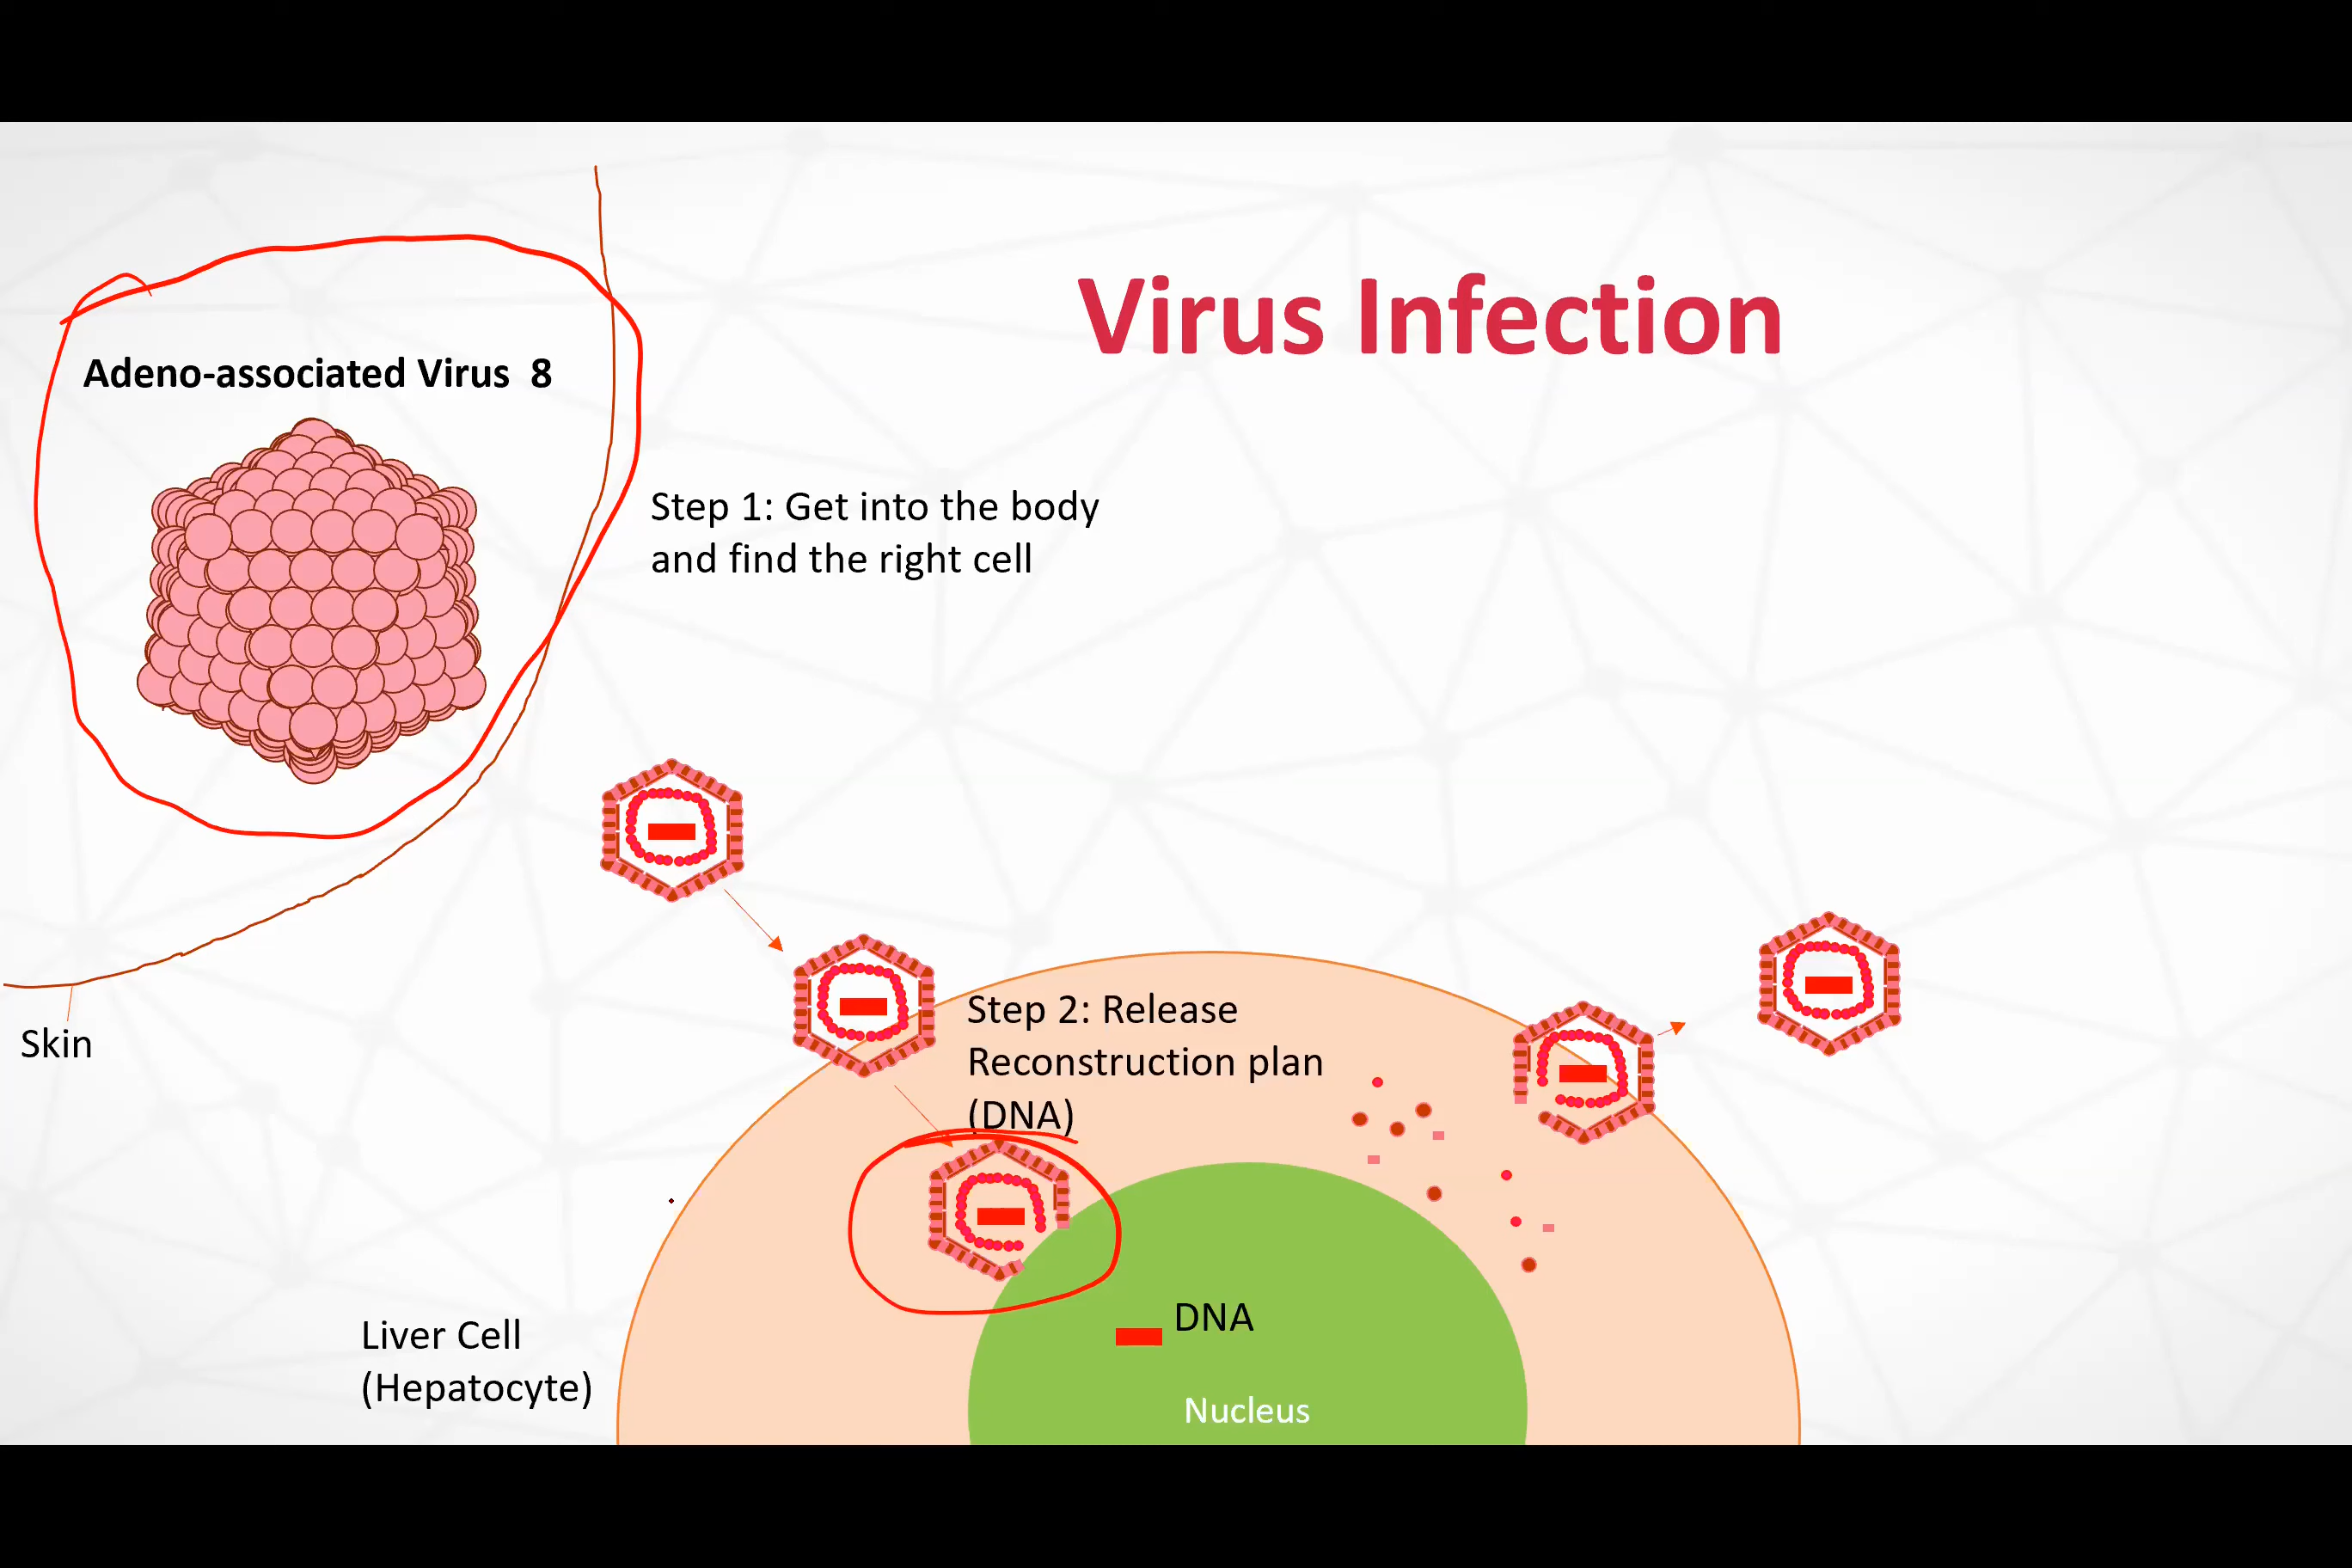 Virus Infection
Adeno-associated Virus 8
Step 1: Get into the body
and find the right cell
Skin
Step 2: Release
Reconstruction plan
(DNA)
Liver Cell
(Hepatocyte)
DNA
Nucleus